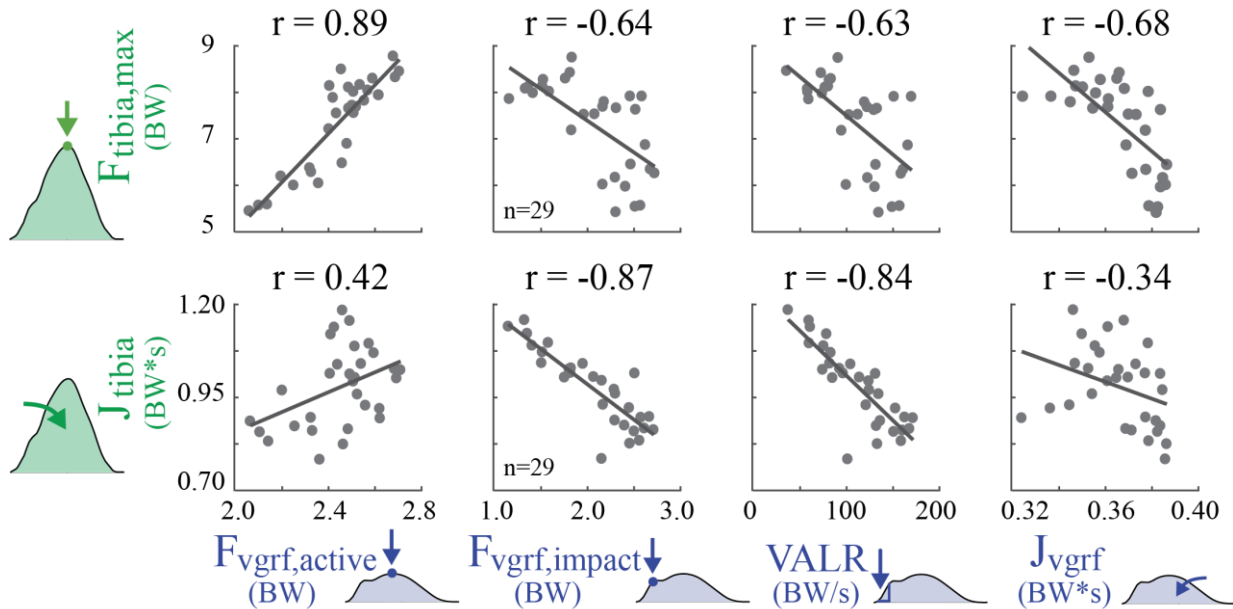 r = 0.89
r = -0.64
r = -0.63
r = -0.68
Ftibia,max
(BW)
9
7
5
n=29
r = 0.42
r = -0.87
r = -0.84
r = -0.34
Jtibia
(BW*s)
1.20
0.95
0.70
n=29
2.0 2.4 2.8
1.0 2.0 3.0
0 100 200
0.32 0.36 0.40
Fvgrf,active
(BW)
Fvgrf,impact
(BW)
VALR
(BW/s)
Jvgrf
(BW*s)